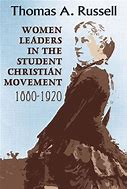 Thomas A. Russell
WOMEN
LEADERS
IN THE
STUDENT
CHRISTIAN
MOVEMENT
1880-1920